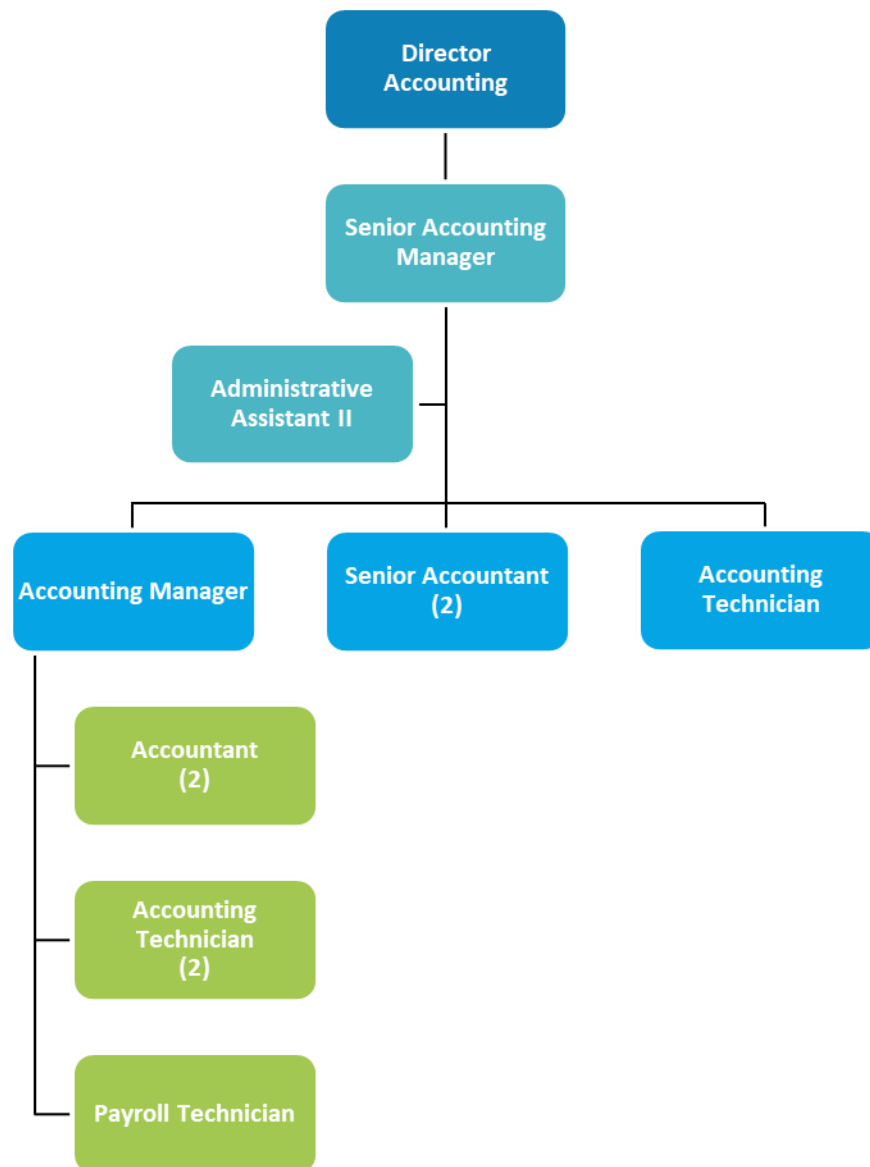 Director
Accounting
Senior Accounting
Manager
Administrative
Assistant II
Accounting Manager
Senior Accountant
(2)
Accounting
Technician
Accountant
(2)
Accounting
Technician
(2)
Payroll Technician